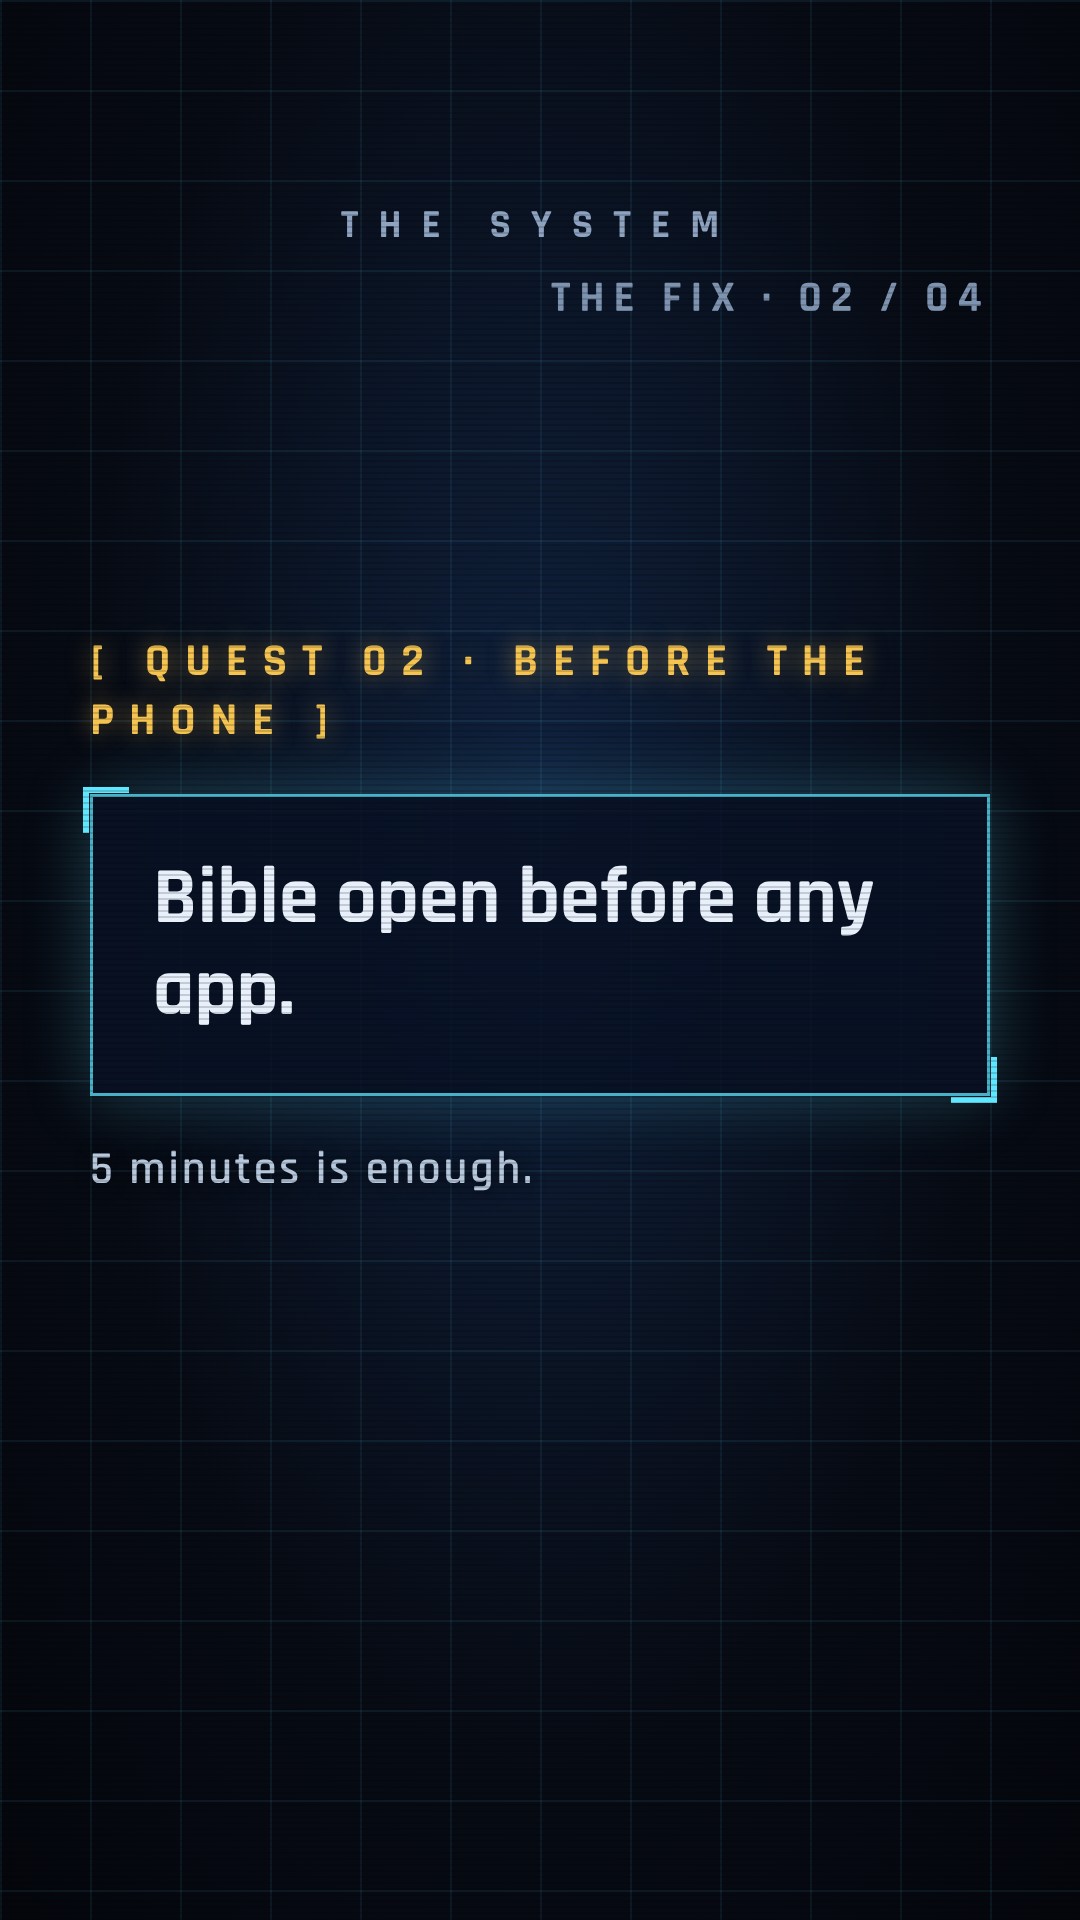 THE SYSTEM
THE FIX · 02 / 04
[ QUEST 02 · BEFORE THE
PHONE ]
Bible open before any
app.
5 minutes is enough.